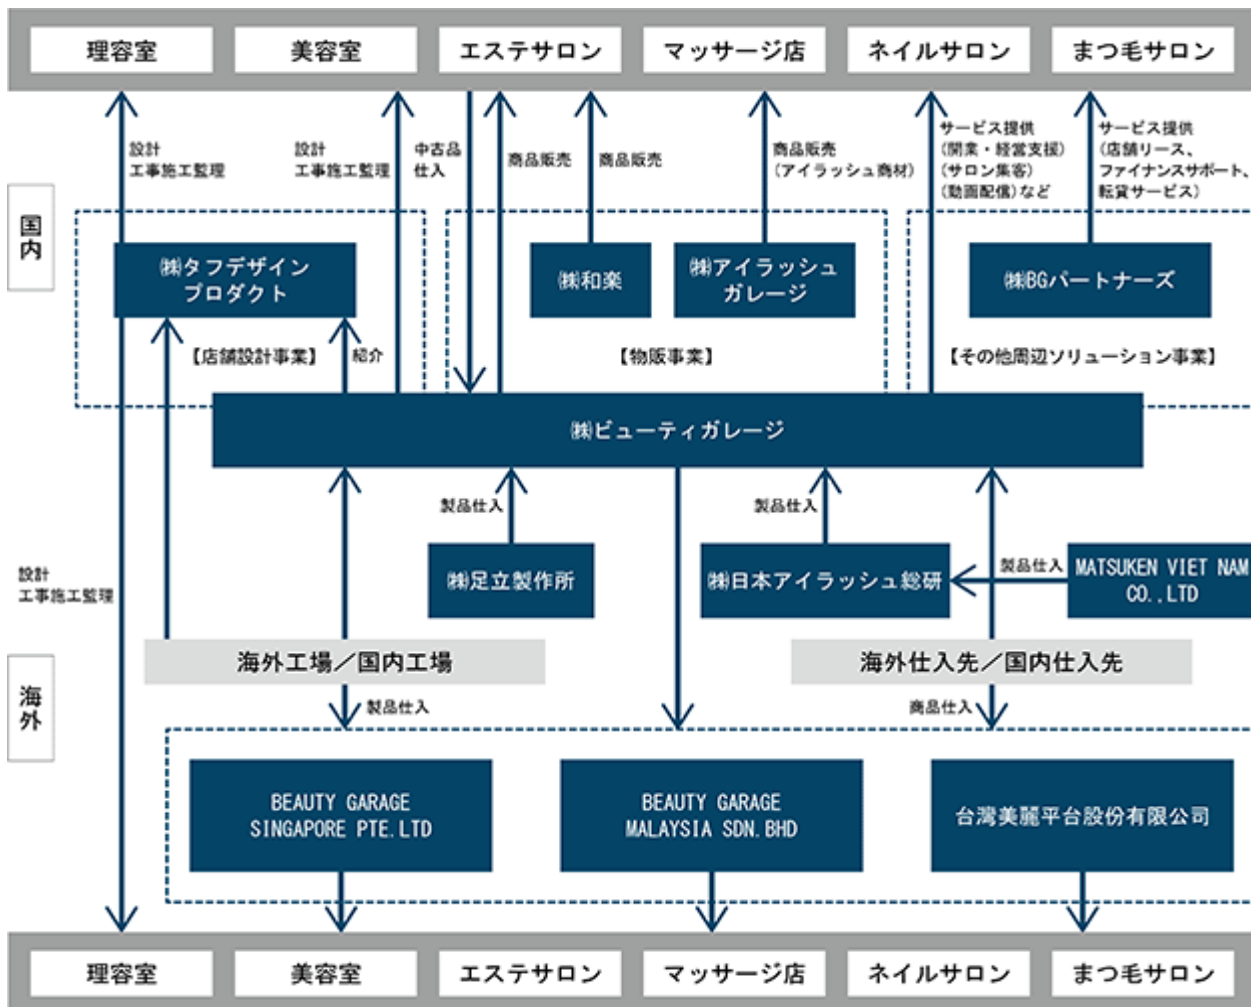 理容室
美容室
エステサロン
マッサージ店
ネイルサロン
まつ毛サロン
設計
工事施工監理
設計
工事施工監理
中古品
仕入
商品販売
商品販売
商品販売
(アイラッシュ商材)
サービス提供
(開業・経営支援)
(サロン集客)
(動画配信)など
サービス提供
(店舗リース、
ファイナンスサポート、
転貸サービス)
国内
㈱タフデザイン
プロダクト
㈱和楽
㈱アイラッシュ
ガレージ
㈱BGパートナーズ
【店舗設計事業】
紹介
【物販事業】
【その他周辺ソリューション事業】
㈱ビューティガレージ
製品仕入
製品仕入
設計
工事施工監理
㈱足立製作所
㈱日本アイラッシュ総研
製品仕入
MATSUKEN VIET NAM
CO.,LTD
海外
海外工場／国内工場
海外仕入先／国内仕入先
製品仕入
商品仕入
BEAUTY GARAGE
SINGAPORE PTE.LTD
BEAUTY GARAGE
MALAYSIA SDN.BHD
台灣美麗平台股份有限公司
理容室
美容室
エステサロン
マッサージ店
ネイルサロン
まつ毛サロン